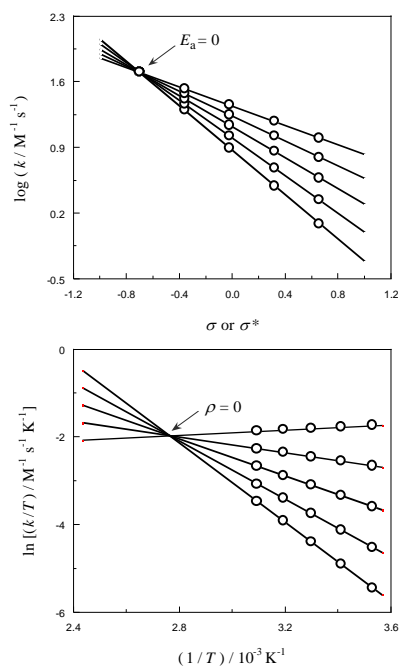 2.3
E_a = 0
1.6
0.9
0.2
-0.5
log ( k / M⁻¹ s⁻¹ )
-1.2 -0.8 -0.4 0.0 0.4 0.8 1.2
σ or σ*
0
ρ = 0
-2
-4
-6
ln [(k/T) / M⁻¹ s⁻¹ K⁻¹]
2.4 2.8 3.2 3.6
( 1 / T ) / 10⁻³ K⁻¹